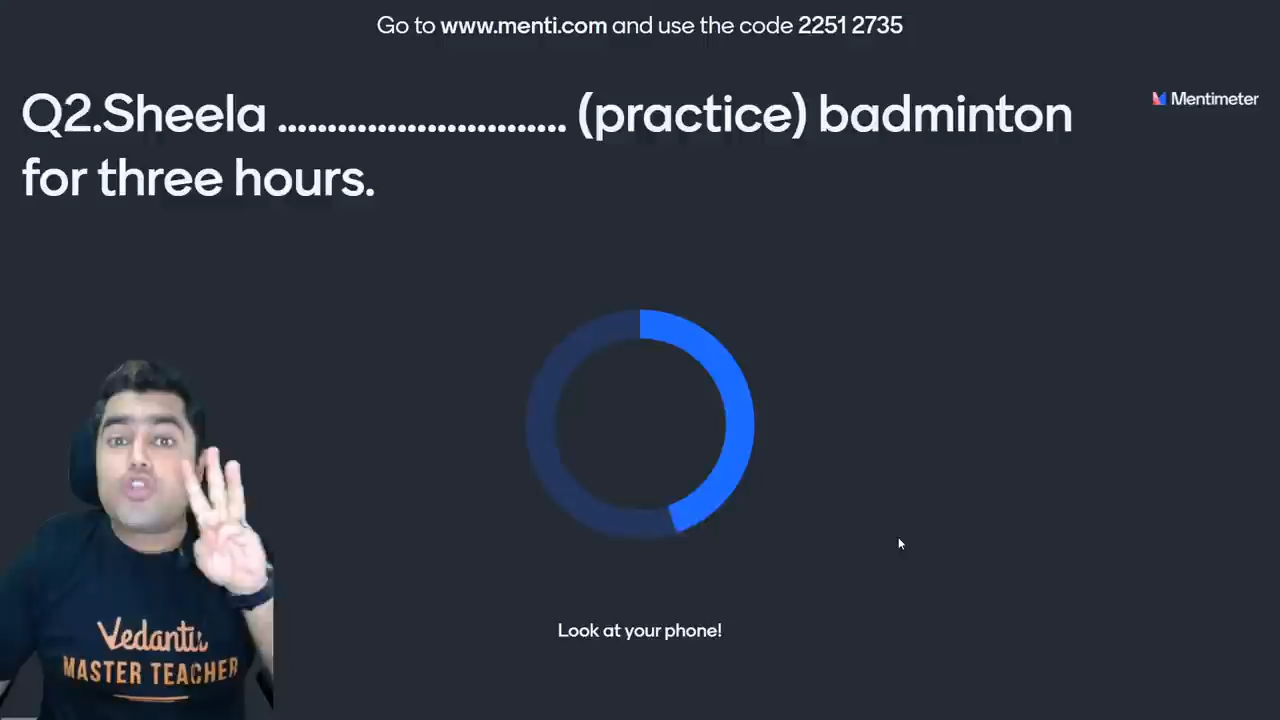 Go to www.menti.com and use the code 2251 2735
Mentimeter
Q2.Sheela ............................. (practice) badminton
for three hours.
Look at your phone!
Vedantu
MASTER TEACHER